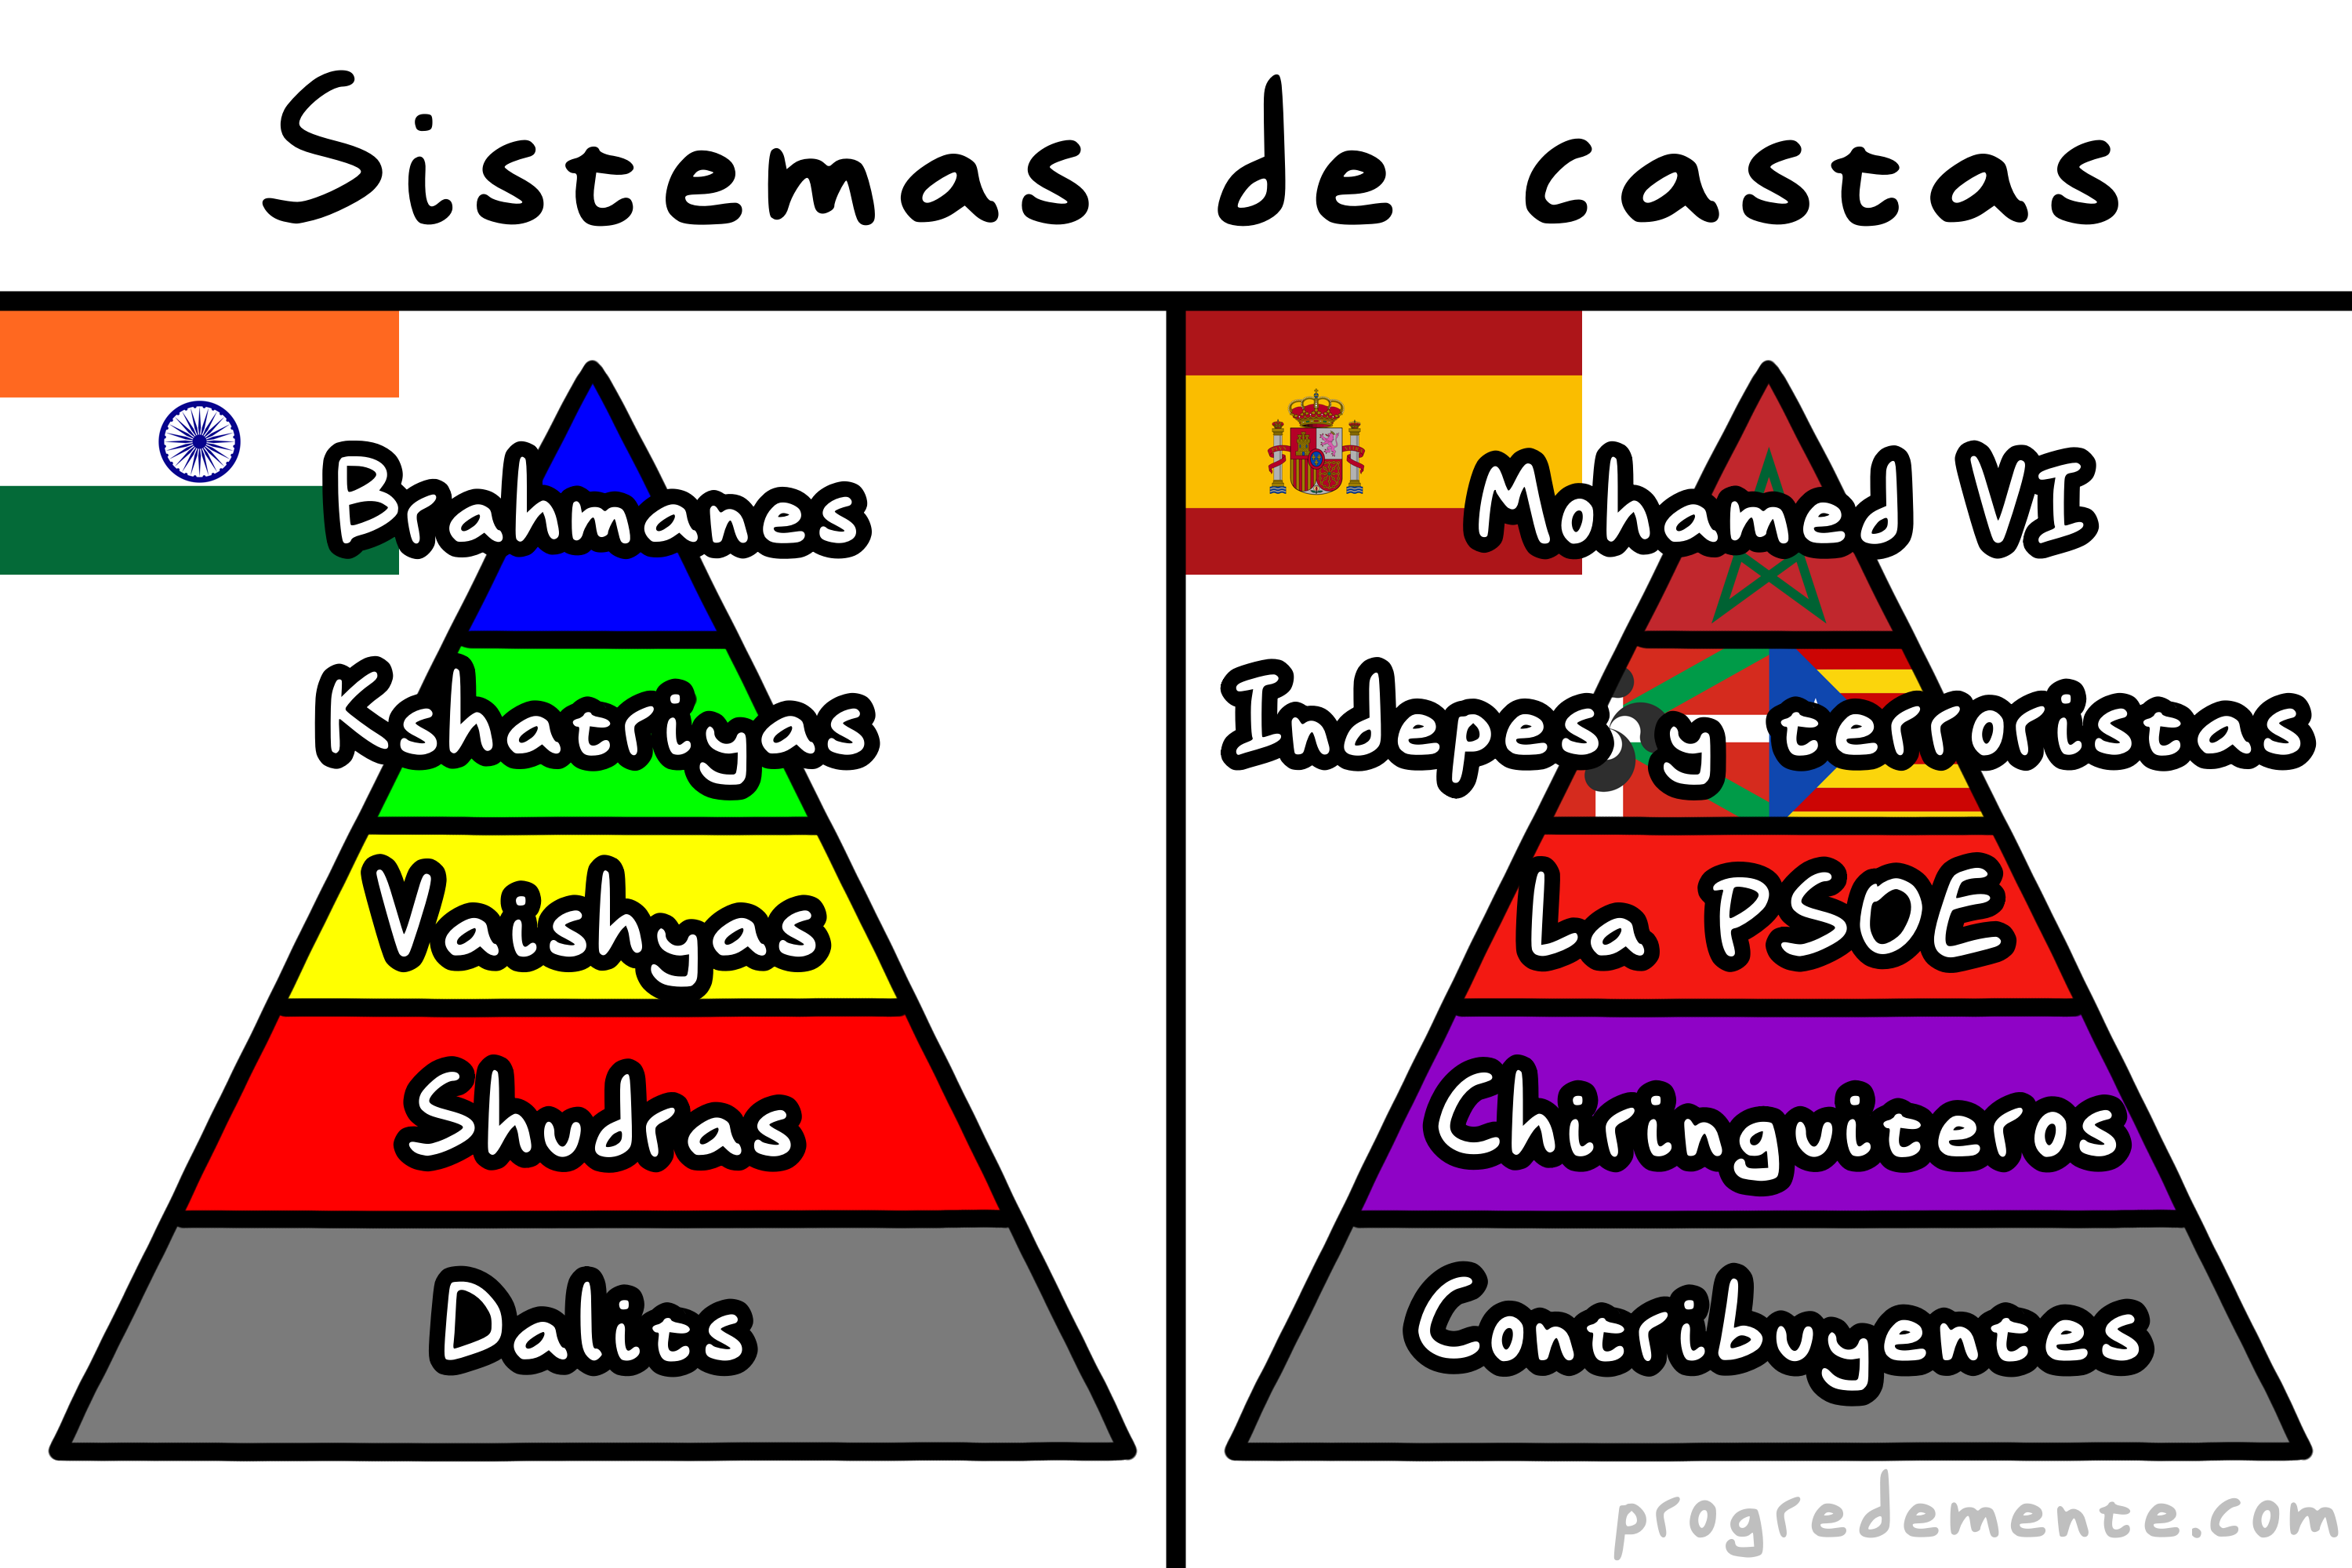 Sistemas de castas
Brahmanes
Kshatriyas
Vaishyas
Shudras
Dalits
Mohamed VI
Indepes y terroristas
La PSOE
Chiringuiteros
Contribuyentes
progredemente.com